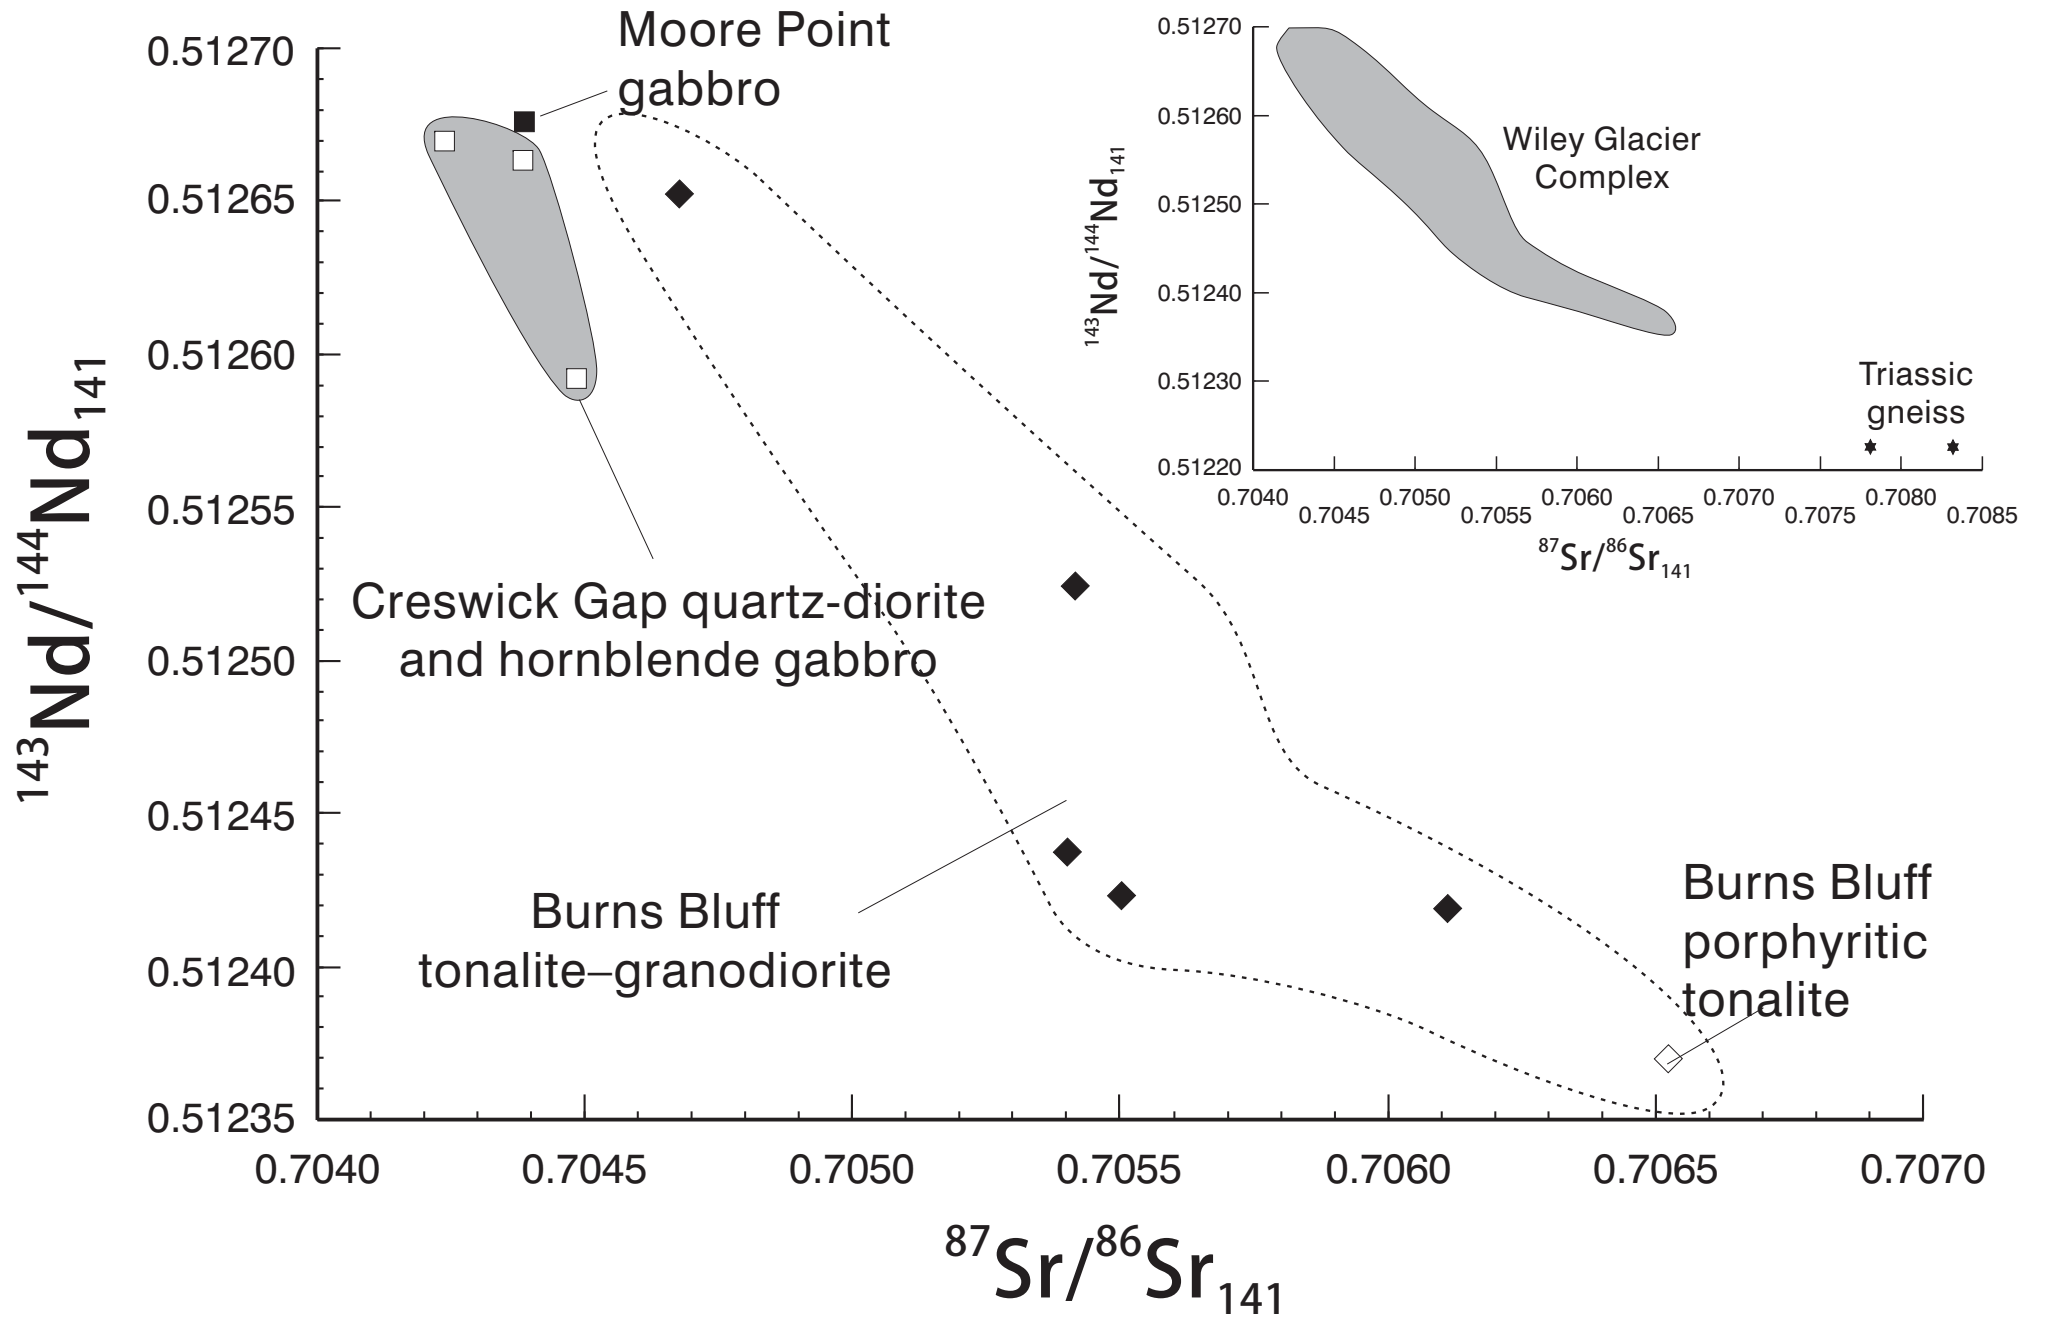 Moore Point
gabbro
0.51270
0.51265
0.51260
0.51255
0.51250
0.51245
0.51240
0.51235
143Nd/144Nd141
Creswick Gap quartz-diorite
and hornblende gabbro
Burns Bluff
tonalite–granodiorite
Burns Bluff
porphyritic
tonalite
0.7040 0.7045 0.7050 0.7055 0.7060 0.7065 0.7070
87Sr/86Sr141
0.51270
0.51260
0.51250
0.51240
0.51230
0.51220
143Nd/144Nd141
Wiley Glacier
Complex
Triassic
gneiss
0.7040 0.7050 0.7060 0.7070 0.7080
0.7045 0.7055 0.7065 0.7075 0.7085
87Sr/86Sr141